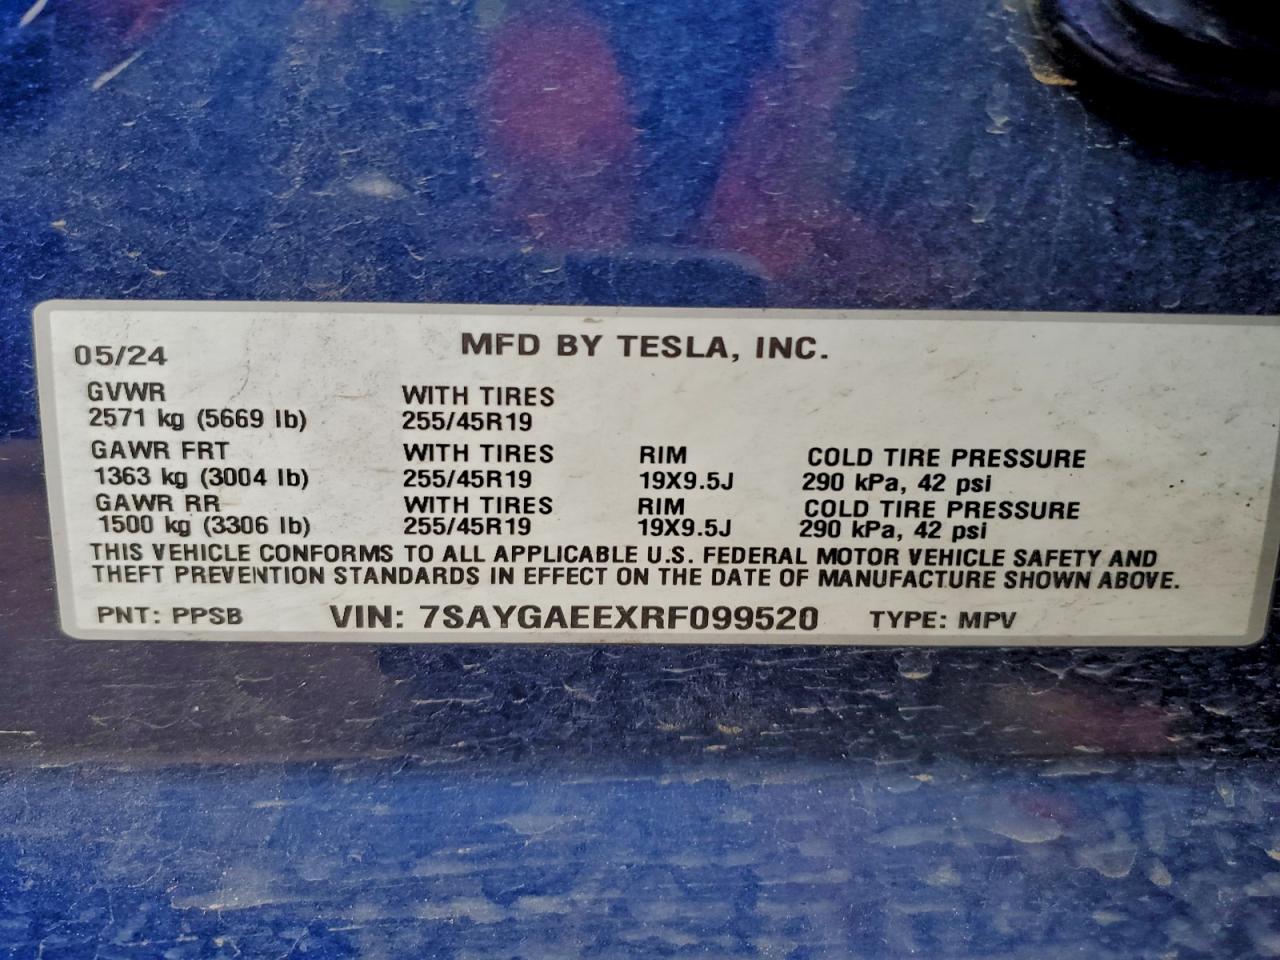 MFD BY TESLA, INC.
05/24
GVWR WITH TIRES
2571 kg (5669 lb) 255/45R19
GAWR FRT WITH TIRES RIM COLD TIRE PRESSURE
1363 kg (3004 lb) 255/45R19 19X9.5J 290 kPa, 42 psi
GAWR RR WITH TIRES RIM COLD TIRE PRESSURE
1500 kg (3306 lb) 255/45R19 19X9.5J 290 kPa, 42 psi
THIS VEHICLE CONFORMS TO ALL APPLICABLE U.S. FEDERAL MOTOR VEHICLE SAFETY AND
THEFT PREVENTION STANDARDS IN EFFECT ON THE DATE OF MANUFACTURE SHOWN ABOVE.
PNT: PPSB VIN: 7SAYGAEEXRF099520 TYPE: MPV